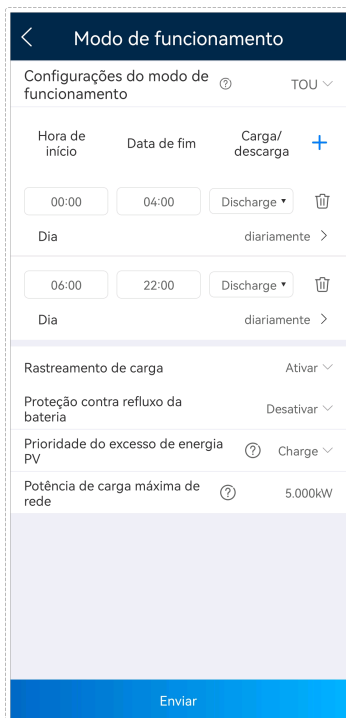 Modo de funcionamento
Configurações do modo de
funcionamento
TOU
Hora de
início
Data de fim
Carga/
descarga
00:00
04:00
Discharge
Dia
diariamente
06:00
22:00
Discharge
Dia
diariamente
Rastreamento de carga
Ativar
Proteção contra refluxo da
bateria
Desativar
Prioridade do excesso de energia
PV
Charge
Potência de carga máxima de
rede
5.000kW
Enviar